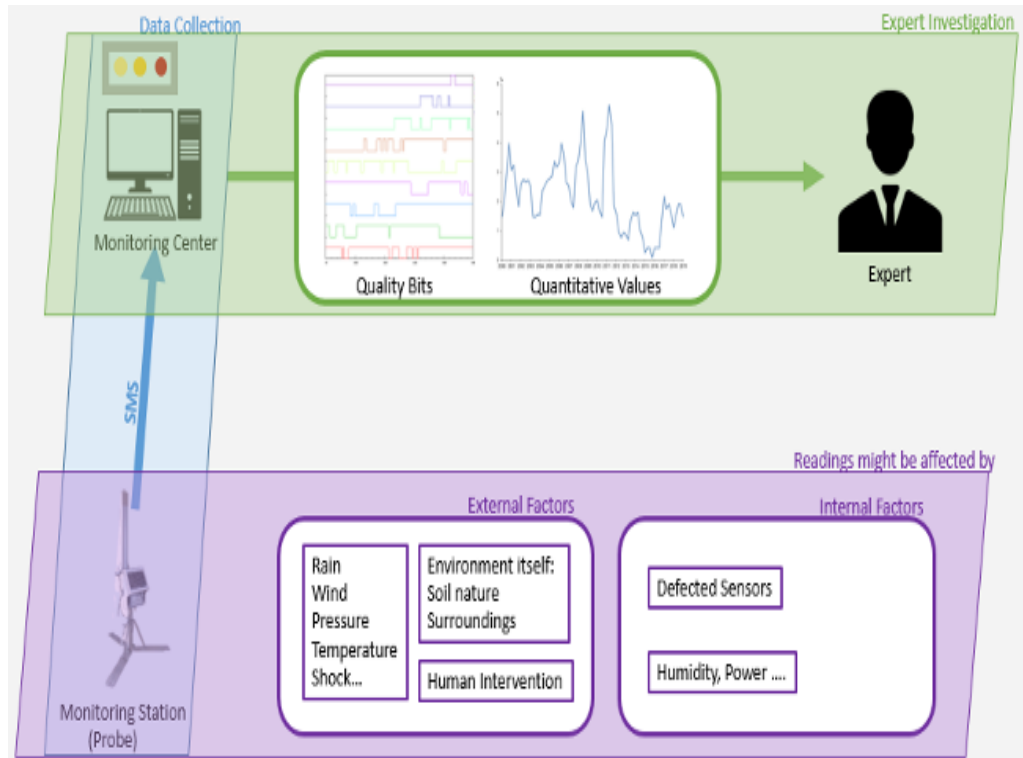 Data Collection
Expert Investigation
Monitoring Center
Quality Bits
Quantitative Values
Expert
SMS
Readings might be affected by
External Factors
Internal Factors
Rain
Wind
Pressure
Temperature
Shock...
Environment itself:
Soil nature
Surroundings
Human Intervention
Defected Sensors
Humidity, Power ....
Monitoring Station
(Probe)